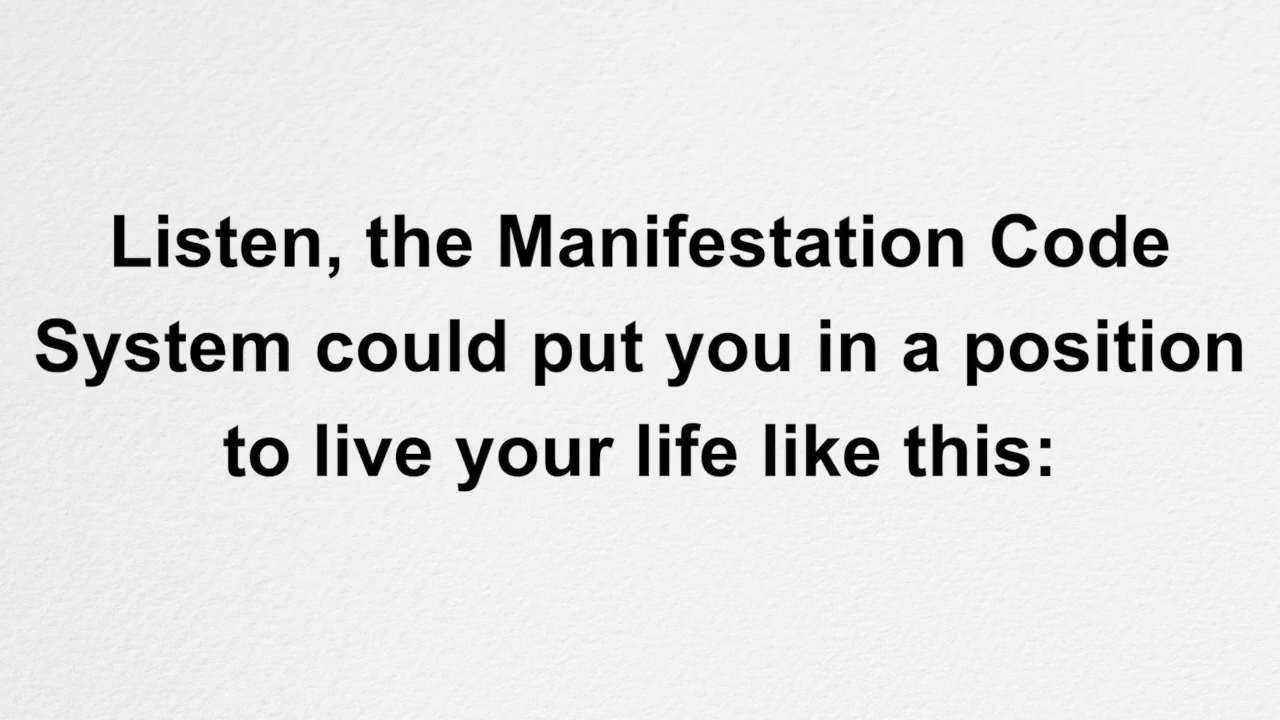 Listen, the Manifestation Code
System could put you in a position
to live your life like this: